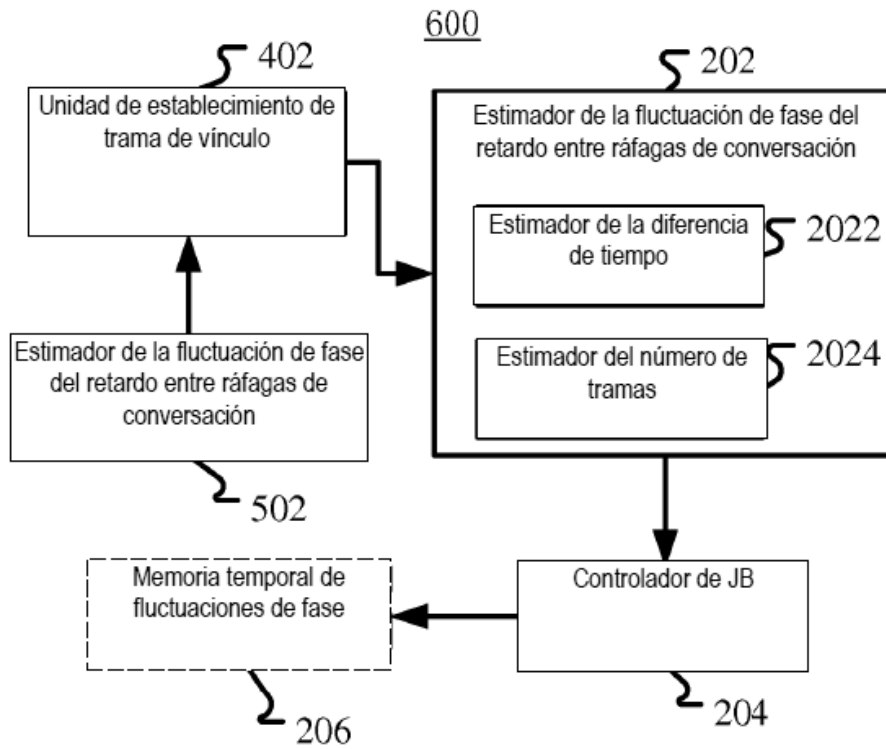 600
402
202
Unidad de establecimiento de
trama de vínculo
Estimador de la fluctuación de fase del
retardo entre ráfagas de conversación
Estimador de la diferencia
de tiempo
2022
Estimador de la fluctuación de fase
del retardo entre ráfagas de
conversación
Estimador del número de
tramas
2024
502
Memoria temporal de
fluctuaciones de fase
Controlador de JB
206
204